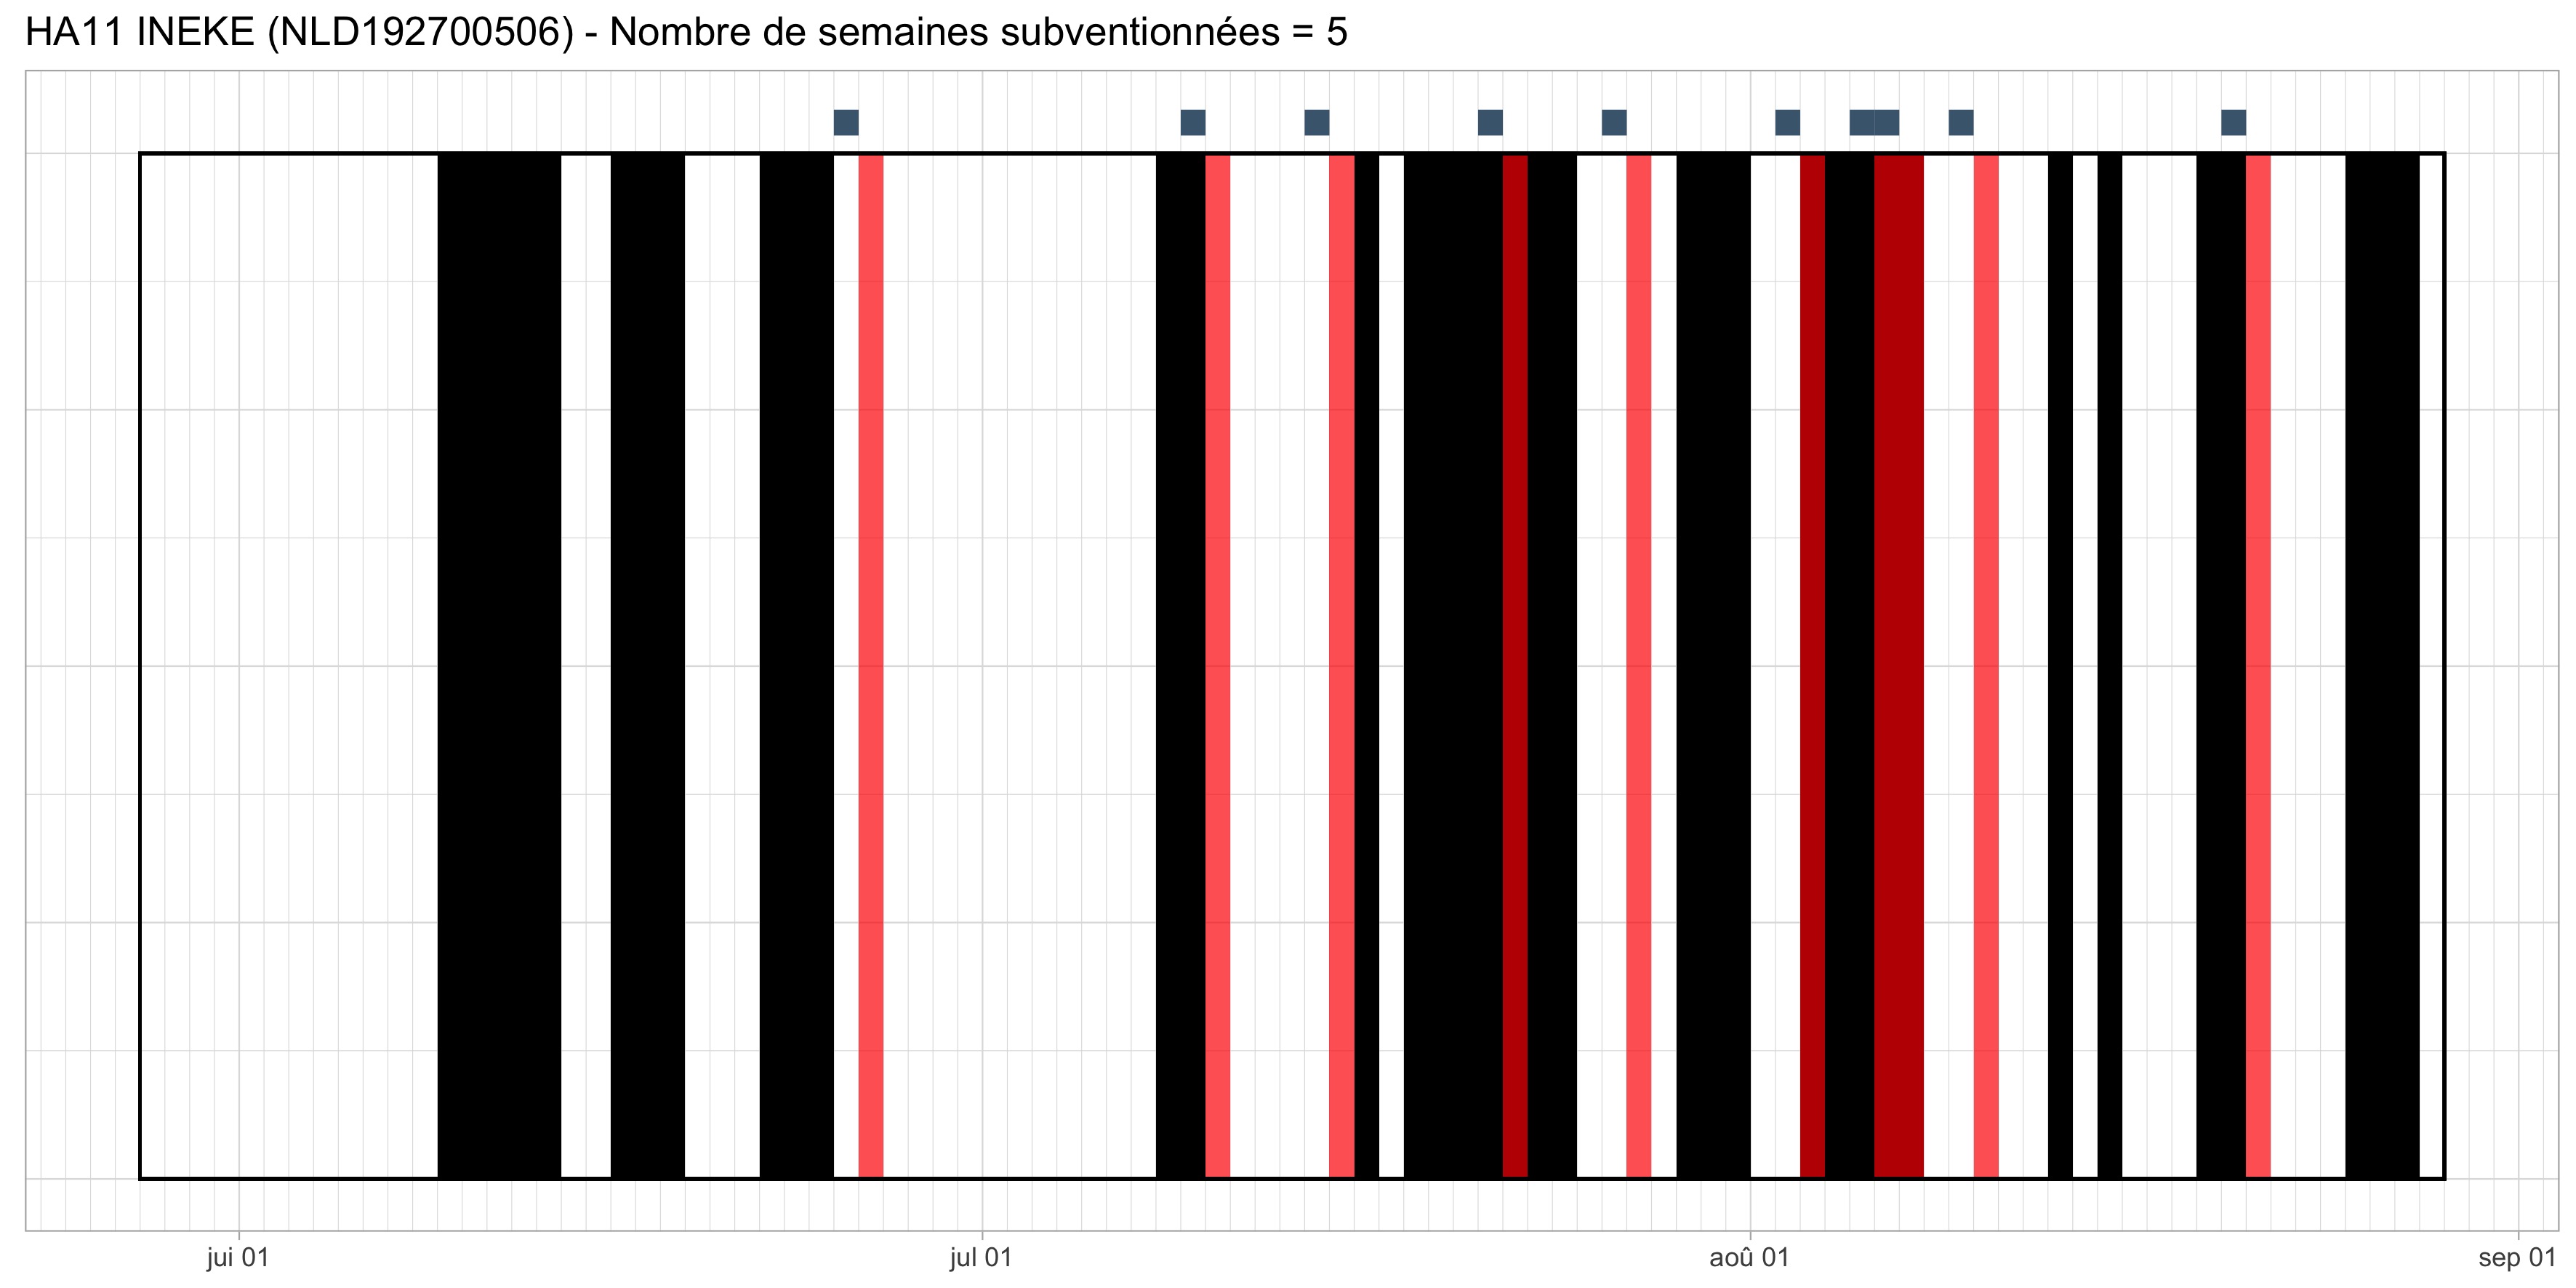 HA11 INEKE (NLD192700506) - Nombre de semaines subventionnées = 5
jui 01
jul 01
aoû 01
sep 01